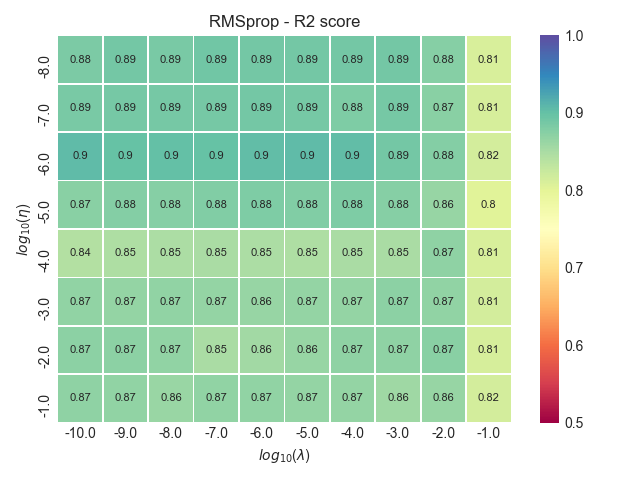 RMSprop - R2 score
-8.0 0.88 0.89 0.89 0.89 0.89 0.89 0.89 0.89 0.88 0.81
-7.0 0.89 0.89 0.89 0.89 0.89 0.89 0.88 0.89 0.87 0.81
-6.0 0.9 0.9 0.9 0.9 0.9 0.9 0.9 0.89 0.88 0.82
-5.0 0.87 0.88 0.88 0.88 0.88 0.88 0.88 0.88 0.86 0.8
-4.0 0.84 0.85 0.85 0.85 0.85 0.85 0.85 0.85 0.87 0.81
-3.0 0.87 0.87 0.87 0.87 0.86 0.87 0.87 0.87 0.87 0.81
-2.0 0.87 0.87 0.87 0.85 0.86 0.86 0.87 0.87 0.87 0.81
-1.0 0.87 0.87 0.86 0.87 0.87 0.87 0.87 0.86 0.86 0.82
-10.0 -9.0 -8.0 -7.0 -6.0 -5.0 -4.0 -3.0 -2.0 -1.0
log₁₀(λ)
log₁₀(η)
1.0
0.9
0.8
0.7
0.6
0.5